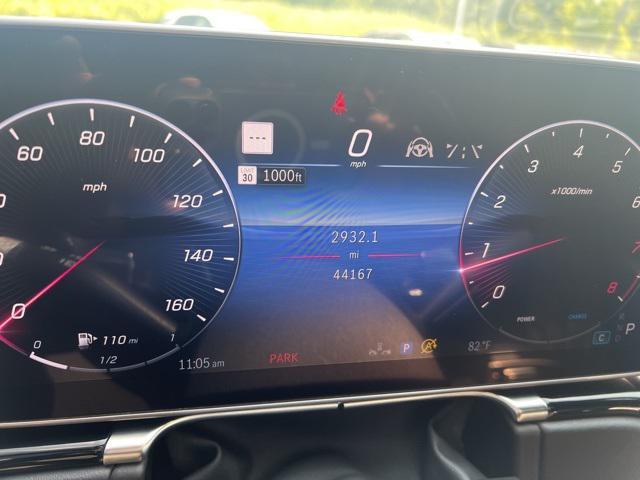 60 80 100 120 140 160
mph
0
110 mi
0 1/2 1
---
0
mph
LIMIT 30 1000ft
2932.1
mi
44167
11:05 am
PARK
P
A
82°F
0 1 2 3 4 5 6 7 8
x1000/min
POWER CHARGE
C
R
N
D
P